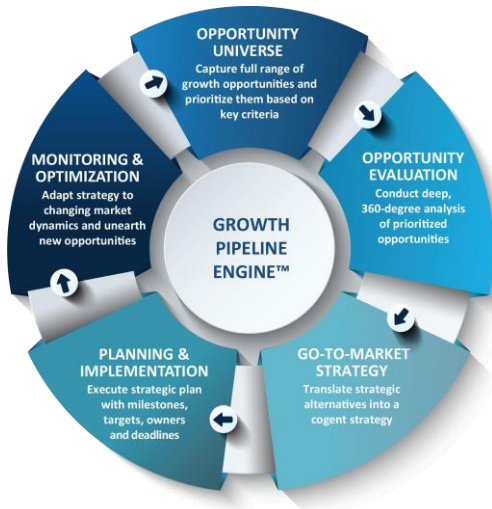 OPPORTUNITY
UNIVERSE
Capture full range of
growth opportunities and
prioritize them based on
key criteria
OPPORTUNITY
EVALUATION
Conduct deep,
360-degree analysis
of prioritized
opportunities
GO-TO-MARKET
STRATEGY
Translate strategic
alternatives into a
cogent strategy
PLANNING &
IMPLEMENTATION
Execute strategic plan
with milestones,
targets, owners
and deadlines
MONITORING &
OPTIMIZATION
Adapt strategy to
changing market
dynamics and unearth
new opportunities
GROWTH
PIPELINE
ENGINE™